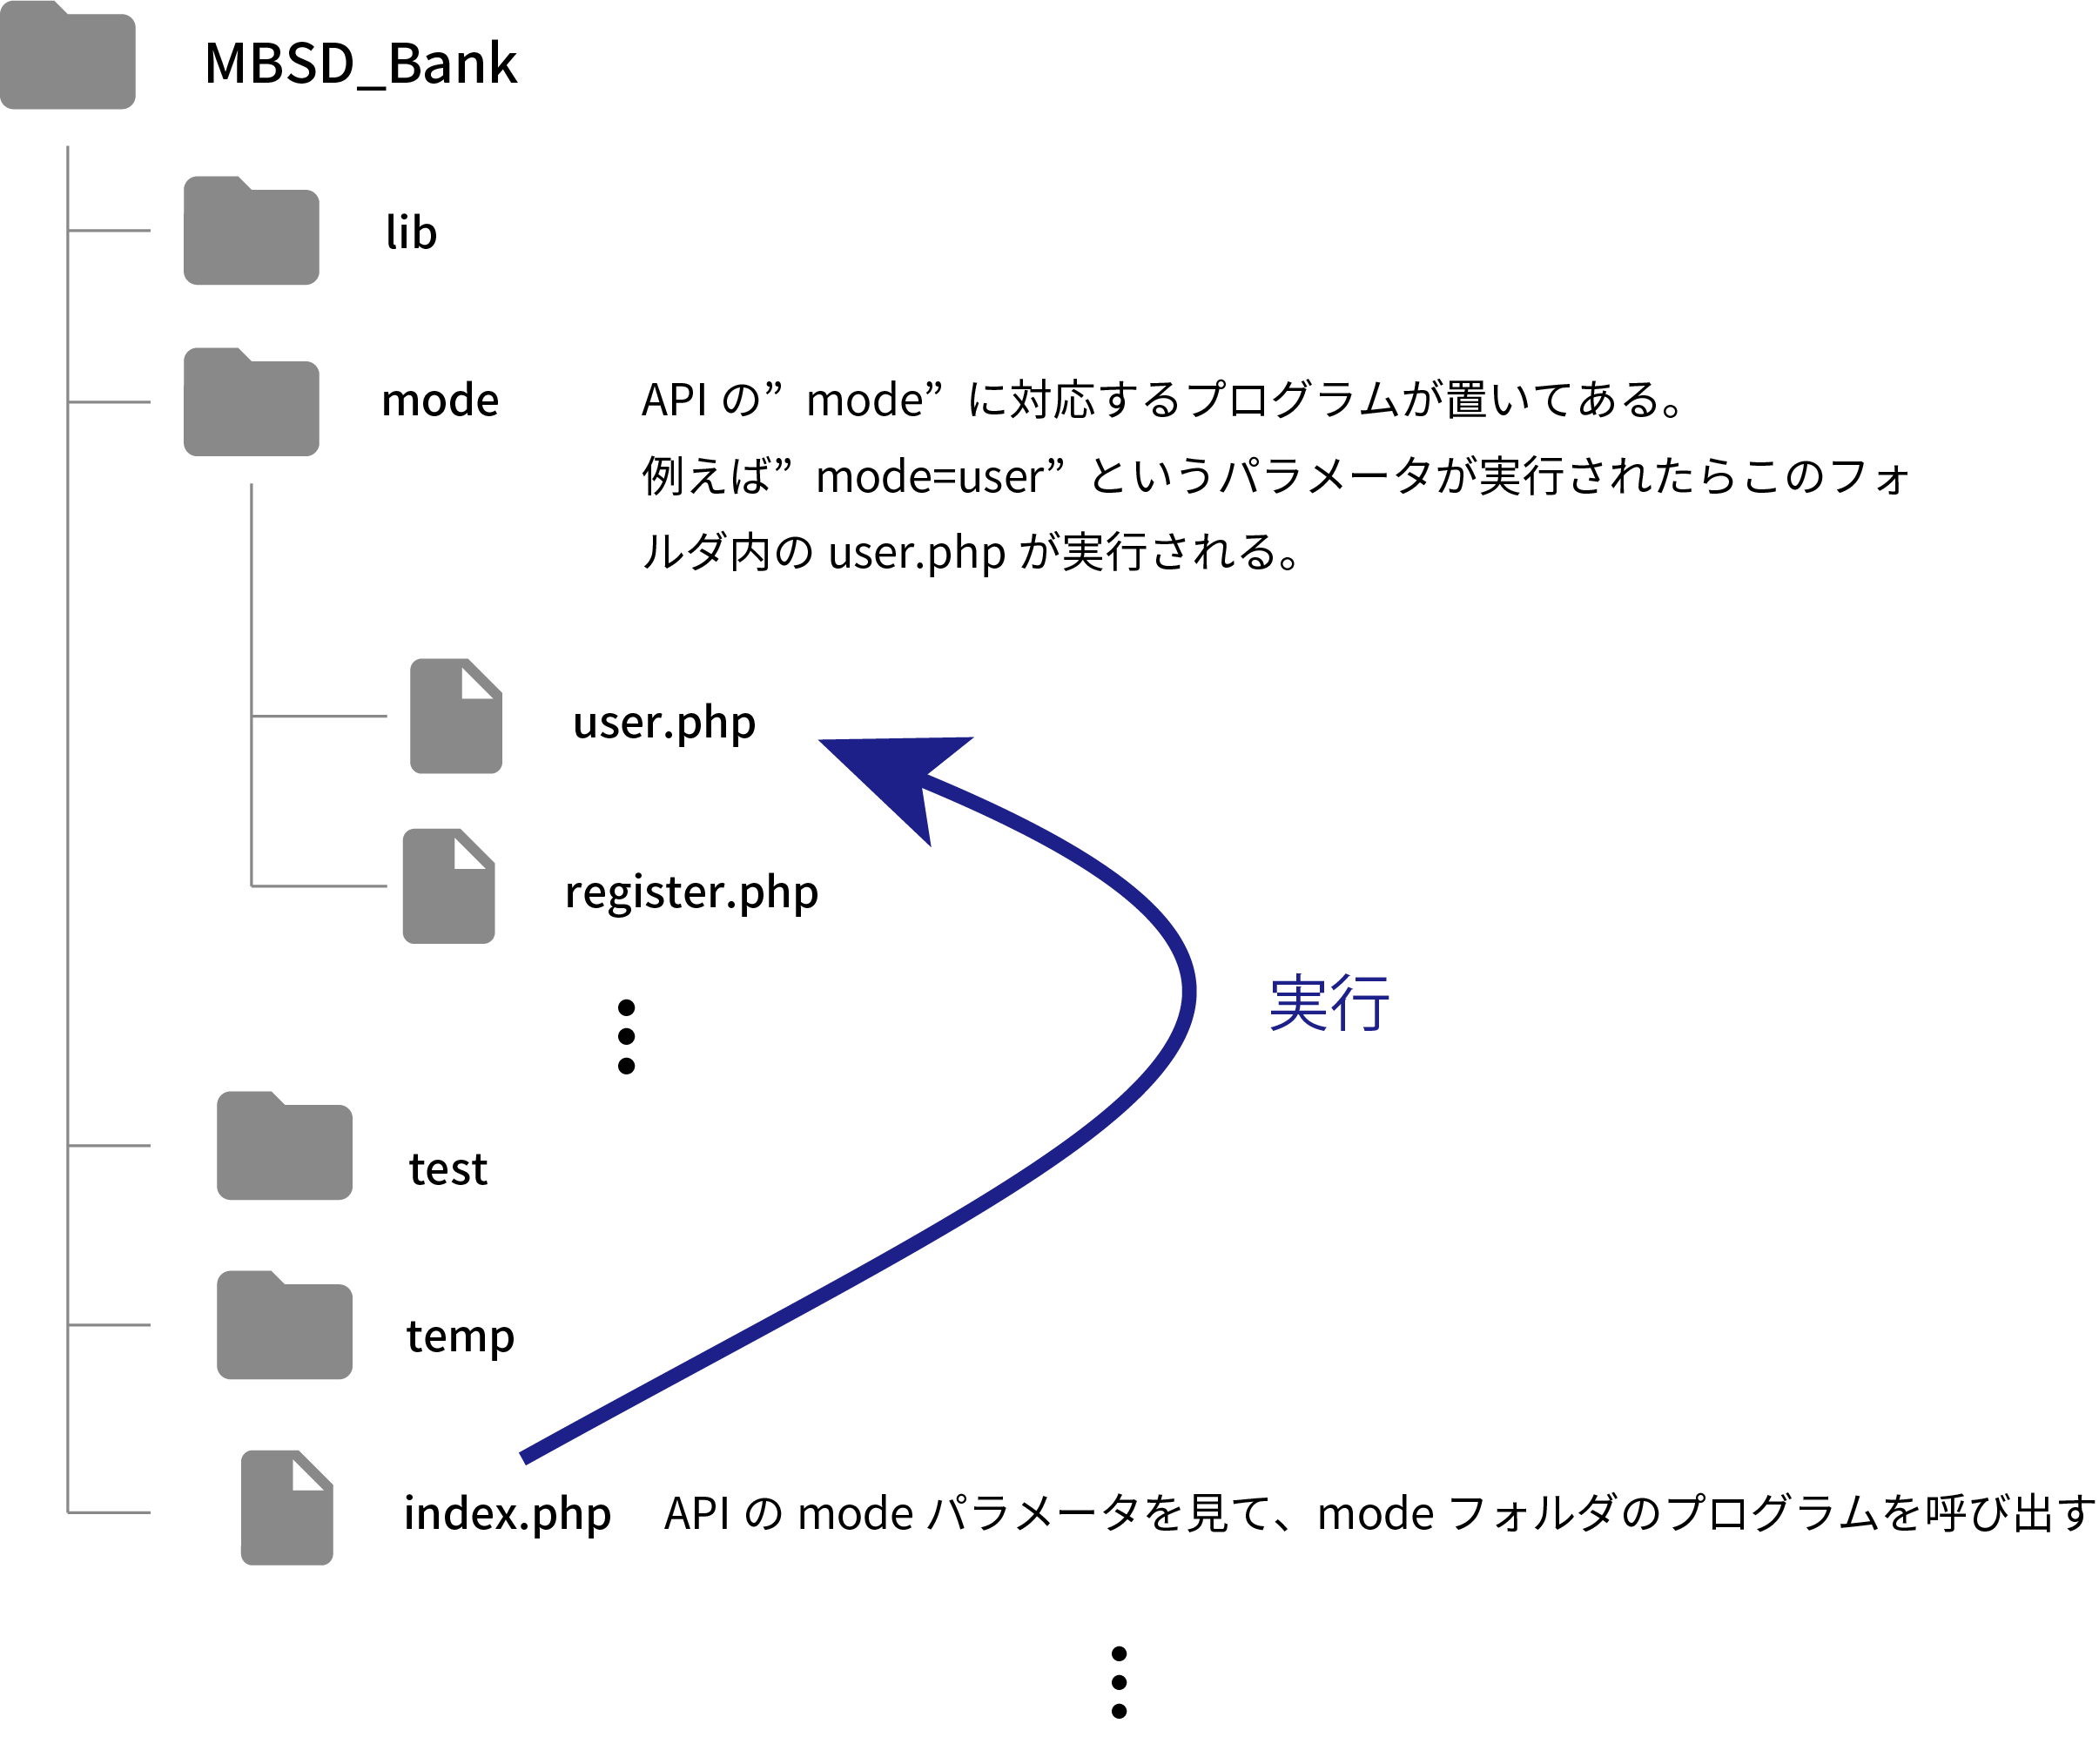 MBSD_Bank
lib
mode
API の” mode” に対応するプログラムが置いてある。
例えば” mode=user” というパラメータが実行されたらこのフォ
ルダ内の user.php が実行される。
user.php
register.php
実行
test
temp
index.php
API の mode パラメータを見て、mode フォルダのプログラムを呼び出す